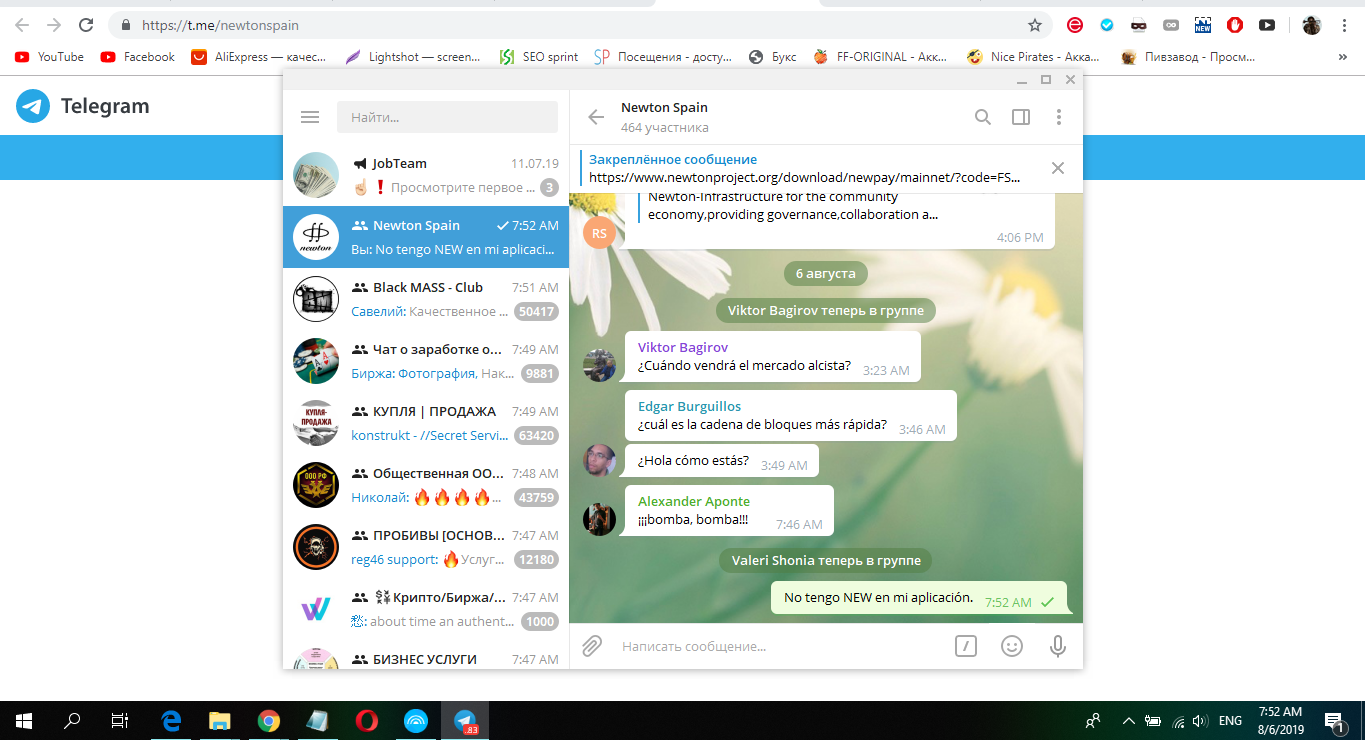 https://t.me/newtonspain
NEW
YouTube
Facebook
AliExpress — качес...
Lightshot — screen...
SEO sprint
Посещения - досту...
Букс
FF-ORIGINAL - Акк...
Nice Pirates - Акка...
Пивзавод - Просм...
»
Telegram
Найти...
JobTeam 11.07.19
Просмотрите первое ... 3
newton
Newton Spain 7:52 AM
Вы: No tengo NEW en mi aplicaci...
Black MASS - Club 7:51 AM
Савелий: Качественное ... 50417
Чат о заработке о... 7:49 AM
Биржа: Фотография, Нак... 9881
КУПЛЯ-
ПРОДАЖА
КУПЛЯ | ПРОДАЖА 7:49 AM
konstrukt - //Secret Servi... 63420
ООО РФ
Общественная ОО... 7:48 AM
Николай: 🔥🔥🔥🔥... 43759
ПРОБИВЫ [ОСНОВ... 7:47 AM
reg46 support: 🔥Услуг... 12180
Крипто/Биржа/... 7:47 AM
愁: about time an authent... 1000
БИЗНЕС УСЛУГИ 7:47 AM
Newton Spain
464 участника
Закреплённое сообщение
https://www.newtonproject.org/download/newpay/mainnet/?code=FS...
Newton-Infrastructure for the community
economy,providing governance,collaboration a...
RS
4:06 PM
6 августа
Viktor Bagirov теперь в группе
Viktor Bagirov
¿Cuándo vendrá el mercado alcista? 3:23 AM
Edgar Burguillos
¿cuál es la cadena de bloques más rápida? 3:46 AM
¿Hola cómo estás? 3:49 AM
Alexander Aponte
¡¡¡bomba, bomba!!! 7:46 AM
Valeri Shonia теперь в группе
No tengo NEW en mi aplicación. 7:52 AM
Написать сообщение...
.83
ENG
7:52 AM
8/6/2019
1